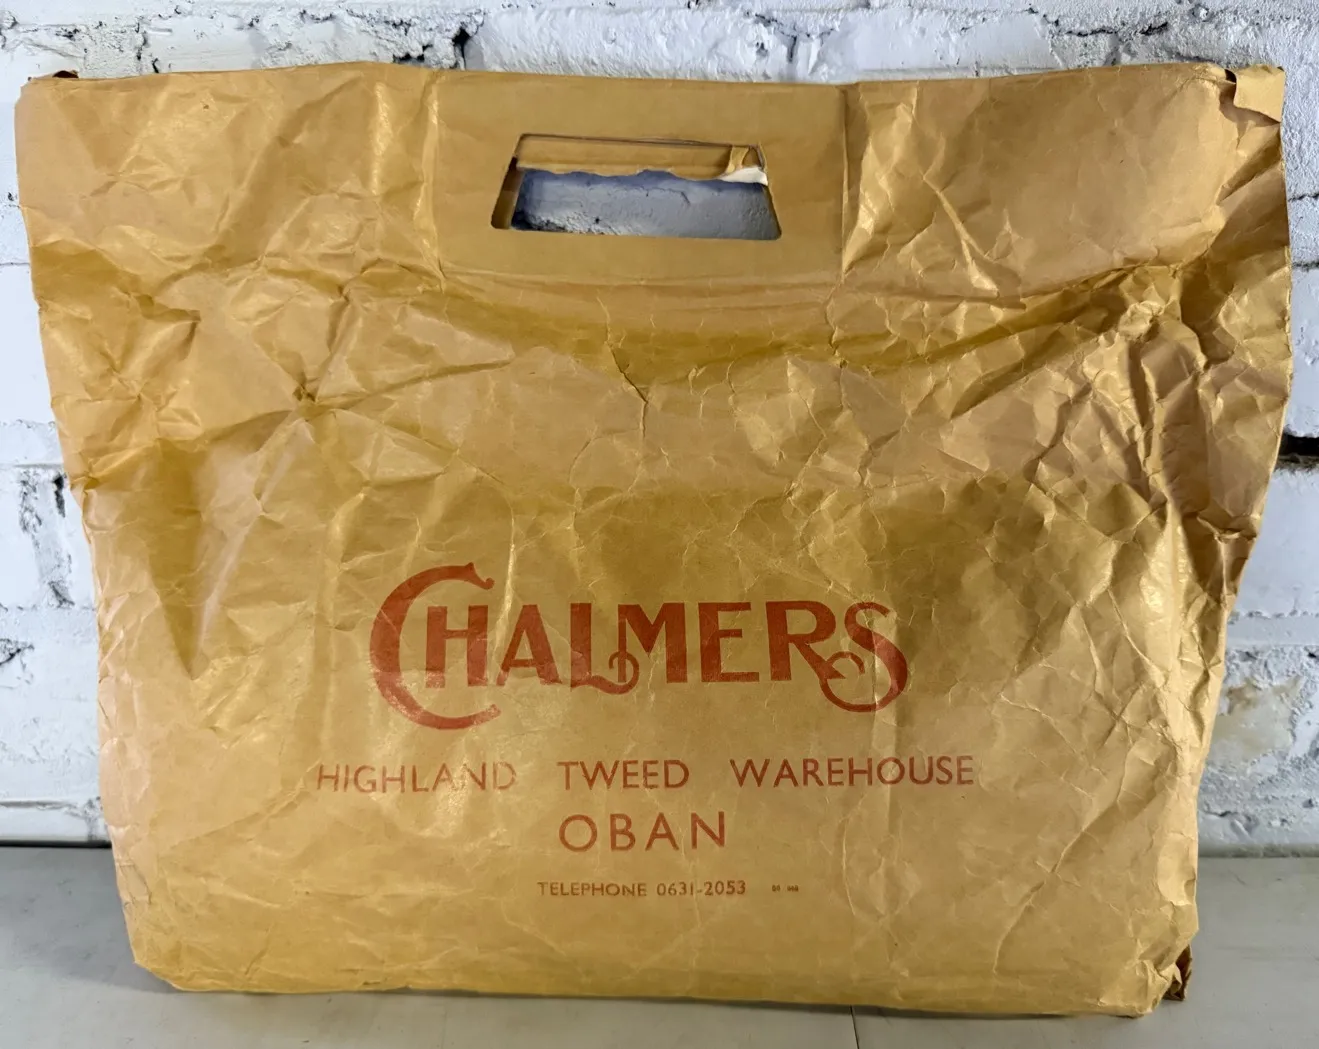 CHALMERS
HIGHLAND TWEED WAREHOUSE
OBAN
TELEPHONE 0631-2053